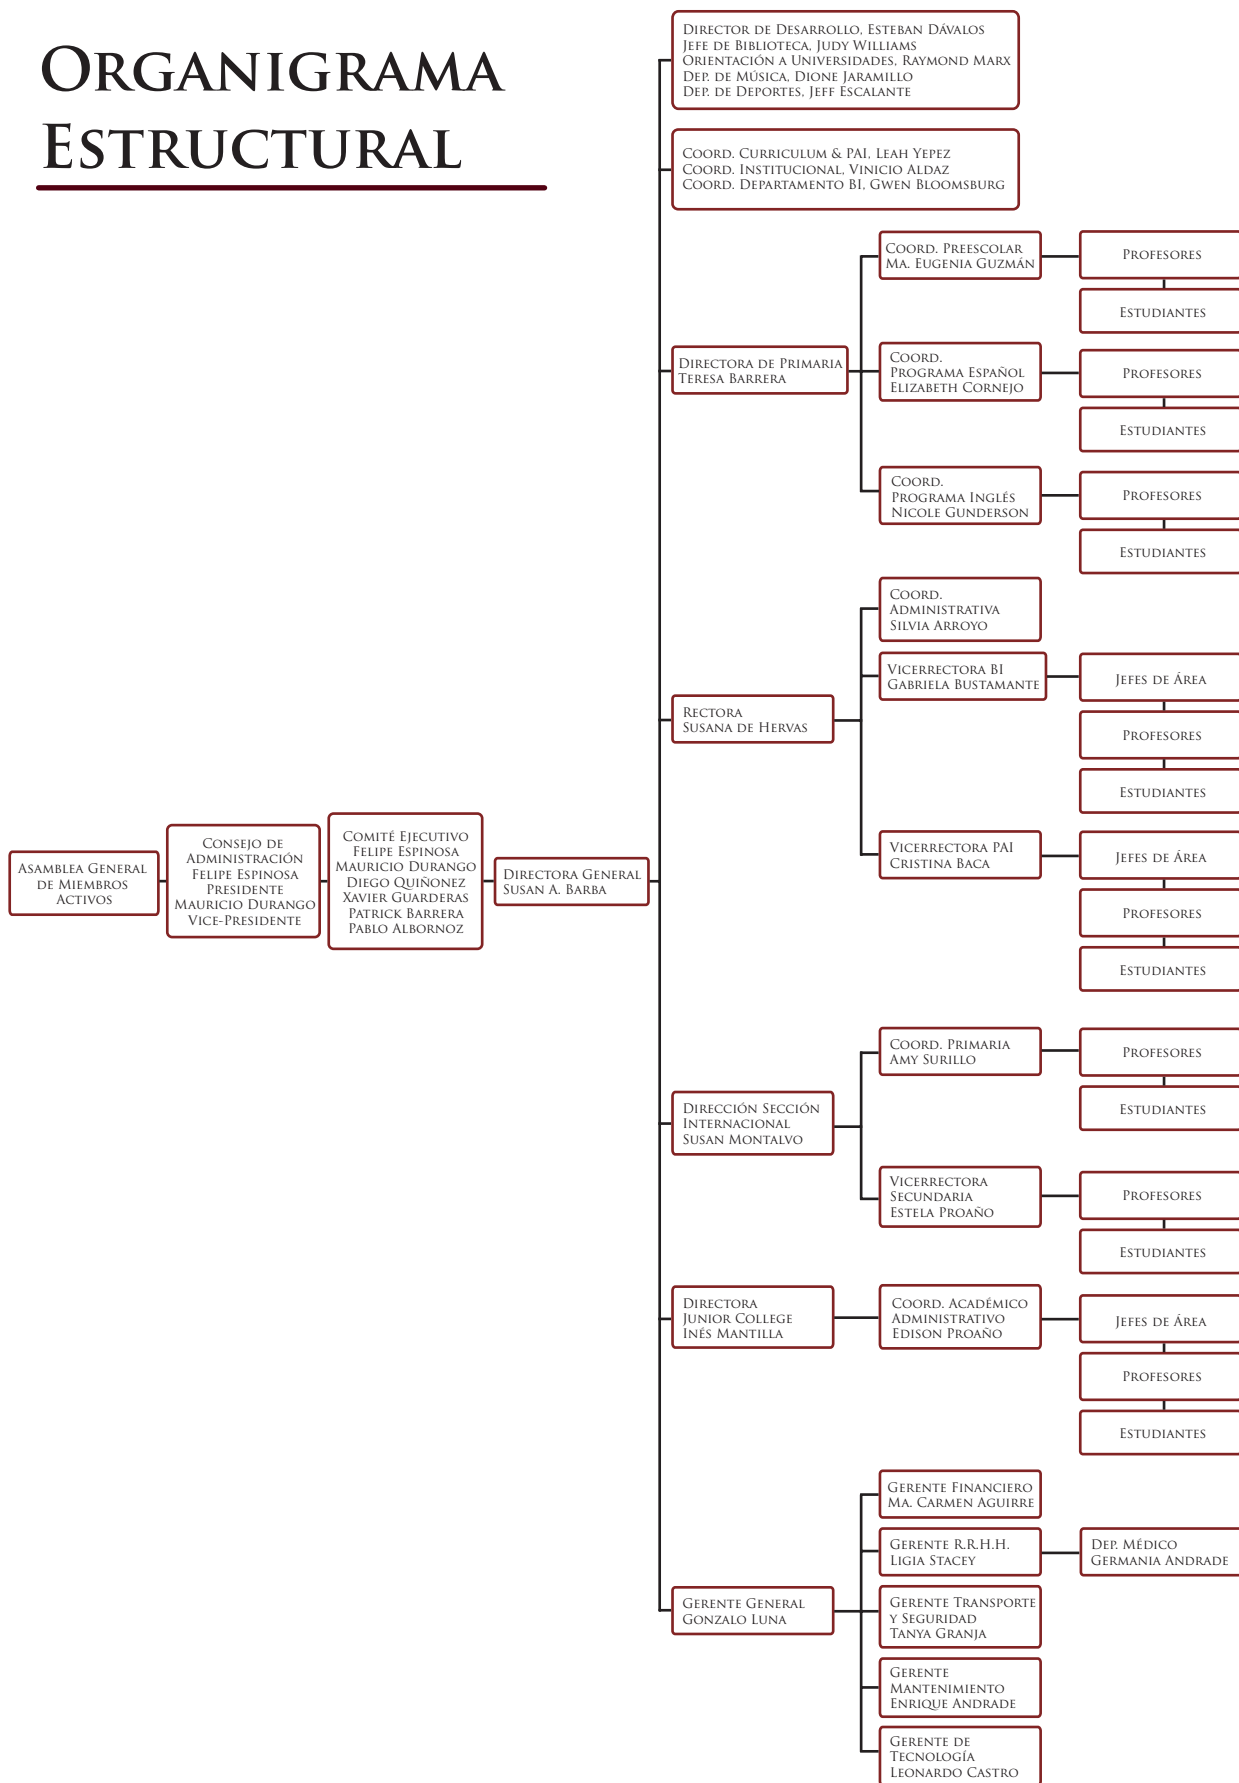 Organigrama
Estructural
Director de Desarrollo, Esteban Dávalos
Jefe de Biblioteca, Judy Williams
Orientación a Universidades, Raymond Marx
Dep. de Música, Dione Jaramillo
Dep. de Deportes, Jeff Escalante
Coord. Curriculum & PAI, Leah Yepez
Coord. Institucional, Vinicio Aldaz
Coord. Departamento BI, Gwen Bloomsburg
Coord. Preescolar
Ma. Eugenia Guzmán
Profesores
Estudiantes
Directora de Primaria
Teresa Barrera
Coord.
Programa Español
Elizabeth Cornejo
Profesores
Estudiantes
Coord.
Programa Inglés
Nicole Gunderson
Profesores
Estudiantes
Coord.
Administrativa
Silvia Arroyo
Vicerrectora BI
Gabriela Bustamante
Jefes de Área
Profesores
Estudiantes
Rectora
Susana de Hervas
Vicerrectora PAI
Cristina Baca
Jefes de Área
Profesores
Estudiantes
Asamblea General
de Miembros
Activos
Consejo de
Administración
Felipe Espinosa
Presidente
Mauricio Durango
Vice-Presidente
Comité Ejecutivo
Felipe Espinosa
Mauricio Durango
Diego Quiñonez
Xavier Guarderas
Patrick Barrera
Pablo Albornoz
Directora General
Susan A. Barba
Coord. Primaria
Amy Surillo
Profesores
Estudiantes
Dirección Sección
Internacional
Susan Montalvo
Vicerrectora
Secundaria
Estela Proaño
Profesores
Estudiantes
Directora
Junior College
Inés Mantilla
Coord. Académico
Administrativo
Edison Proaño
Jefes de Área
Profesores
Estudiantes
Gerente Financiero
Ma. Carmen Aguirre
Gerente R.R.H.H.
Ligia Stacey
Dep. Médico
Germania Andrade
Gerente General
Gonzalo Luna
Gerente Transporte
y Seguridad
Tanya Granja
Gerente
Mantenimiento
Enrique Andrade
Gerente de
Tecnología
Leonardo Castro